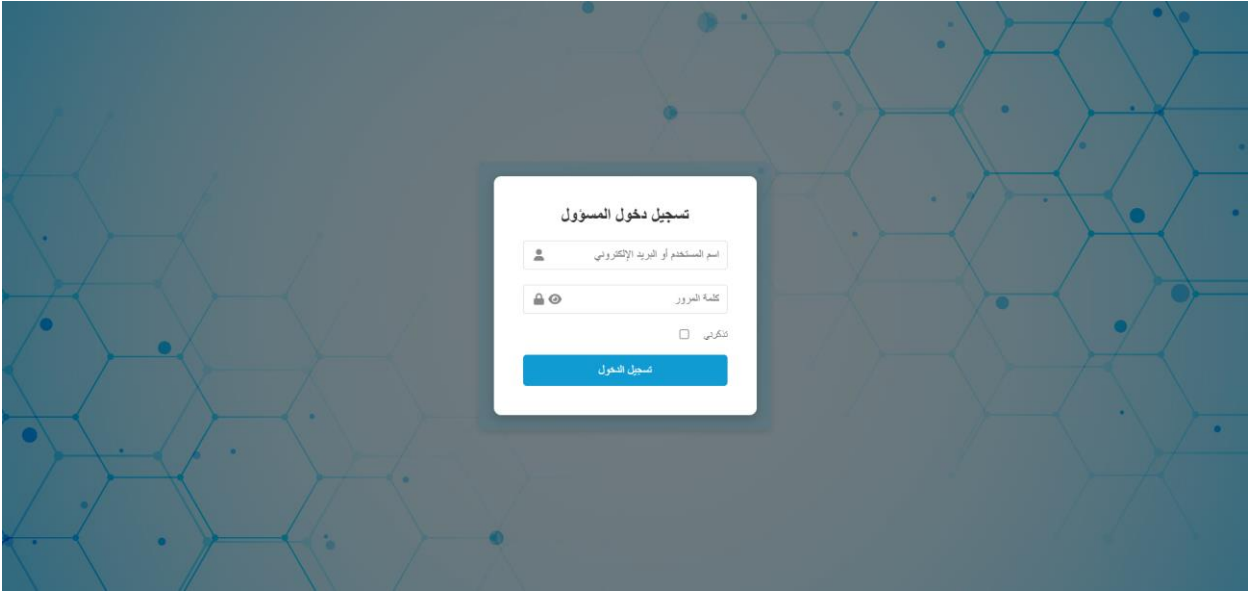 تسجيل دخول المسؤول
اسم المستخدم أو البريد الإلكتروني
كلمة المرور
تذكرني
تسجيل الدخول